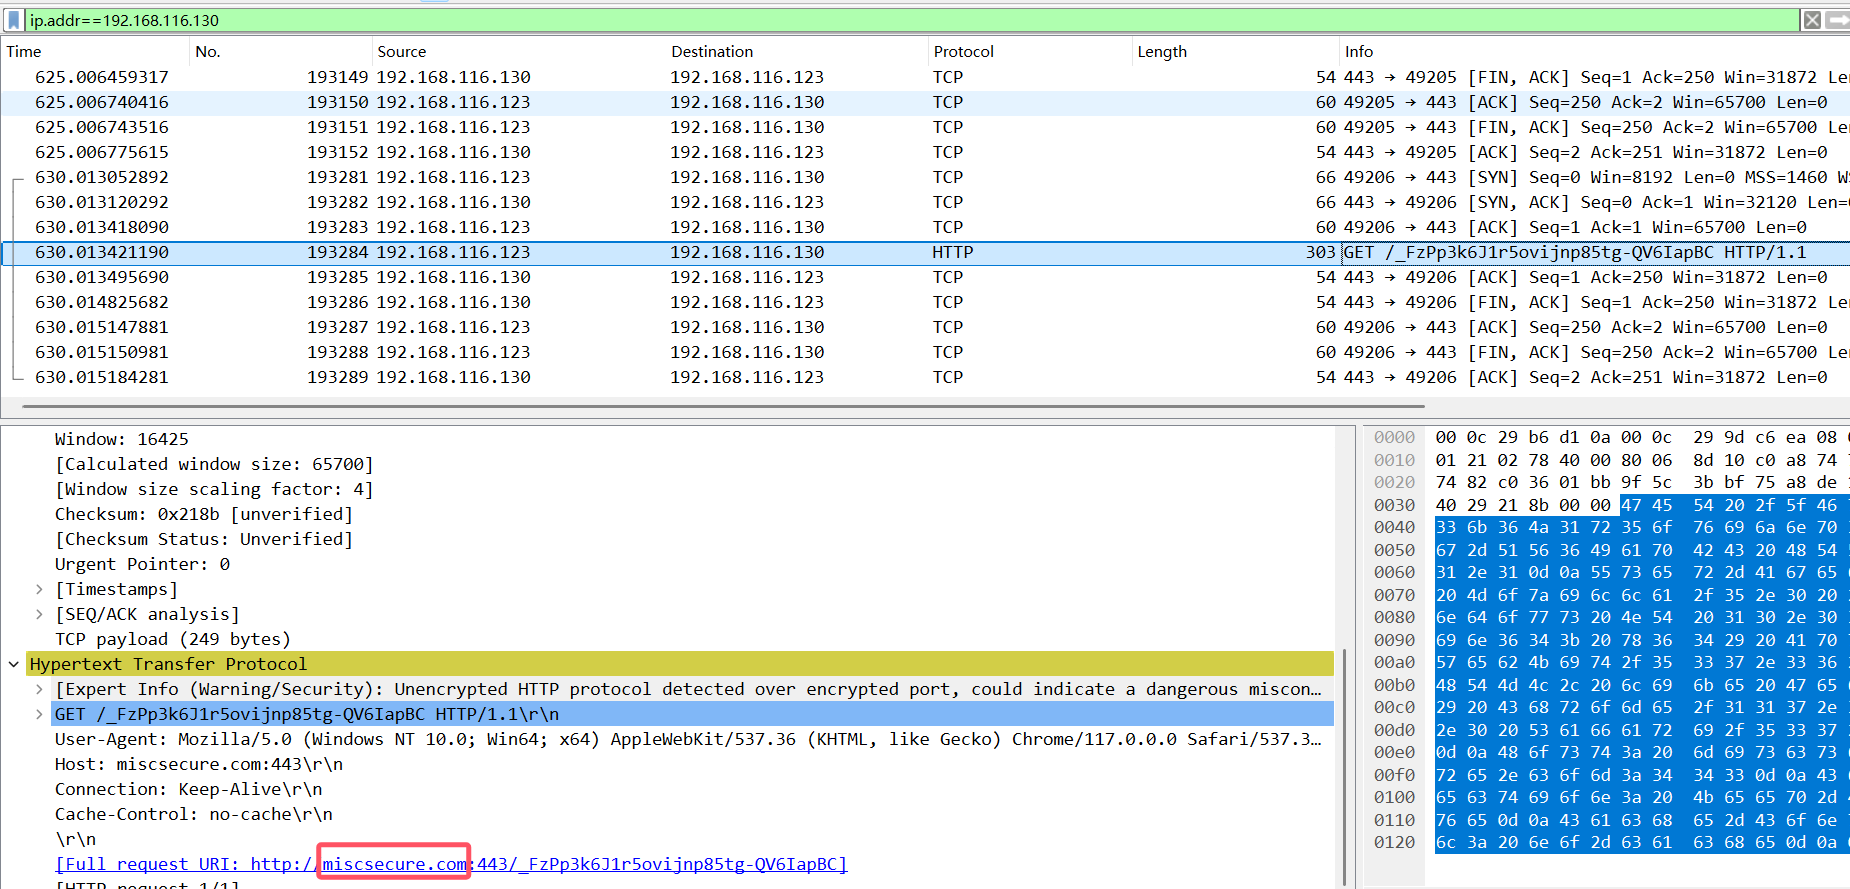 ip.addr==192.168.116.130
Time No. Source Destination Protocol Length Info
625.006459317 193149 192.168.116.130 192.168.116.123 TCP 54 443 → 49205 [FIN, ACK] Seq=1 Ack=250 Win=31872
625.006740416 193150 192.168.116.123 192.168.116.130 TCP 60 49205 → 443 [ACK] Seq=250 Ack=2 Win=65700 Len=0
625.006743516 193151 192.168.116.123 192.168.116.130 TCP 60 49205 → 443 [FIN, ACK] Seq=250 Ack=2 Win=65700
625.006775615 193152 192.168.116.130 192.168.116.123 TCP 54 443 → 49205 [ACK] Seq=2 Ack=251 Win=31872 Len=0
630.013052892 193281 192.168.116.123 192.168.116.130 TCP 66 49206 → 443 [SYN] Seq=0 Win=8192 Len=0 MSS=1460
630.013120292 193282 192.168.116.130 192.168.116.123 TCP 66 443 → 49206 [SYN, ACK] Seq=0 Ack=1 Win=32120
630.013418090 193283 192.168.116.123 192.168.116.130 TCP 60 49206 → 443 [ACK] Seq=1 Ack=1 Win=65700 Len=0
630.013421190 193284 192.168.116.123 192.168.116.130 HTTP 303 GET /_FzPp3k6J1r5ovijnp85tg-QV6IapBC HTTP/1.1
630.013495690 193285 192.168.116.130 192.168.116.123 TCP 54 443 → 49206 [ACK] Seq=1 Ack=250 Win=31872 Len=0
630.014825682 193286 192.168.116.130 192.168.116.123 TCP 54 443 → 49206 [FIN, ACK] Seq=1 Ack=250 Win=31872
630.015147881 193287 192.168.116.123 192.168.116.130 TCP 60 49206 → 443 [ACK] Seq=250 Ack=2 Win=65700 Len=0
630.015150981 193288 192.168.116.123 192.168.116.130 TCP 60 49206 → 443 [FIN, ACK] Seq=250 Ack=2 Win=65700
630.015184281 193289 192.168.116.130 192.168.116.123 TCP 54 443 → 49206 [ACK] Seq=2 Ack=251 Win=31872 Len=0
Window: 16425
[Calculated window size: 65700]
[Window size scaling factor: 4]
Checksum: 0x218b [unverified]
[Checksum Status: Unverified]
Urgent Pointer: 0
[Timestamps]
[SEQ/ACK analysis]
TCP payload (249 bytes)
Hypertext Transfer Protocol
[Expert Info (Warning/Security): Unencrypted HTTP protocol detected over encrypted port, could indicate a dangerous miscon…
GET /_FzPp3k6J1r5ovijnp85tg-QV6IapBC HTTP/1.1\r\n
User-Agent: Mozilla/5.0 (Windows NT 10.0; Win64; x64) AppleWebKit/537.36 (KHTML, like Gecko) Chrome/117.0.0.0 Safari/537.3…
Host: miscsecure.com:443\r\n
Connection: Keep-Alive\r\n
Cache-Control: no-cache\r\n
\r\n
[Full request URI: http://miscsecure.com:443/_FzPp3k6J1r5ovijnp85tg-QV6IapBC]
[HTTP request 1/1]
0000 00 0c 29 b6 d1 0a 00 0c 29 9d c6 ea 08
0010 01 21 02 78 40 00 80 06 8d 10 c0 a8 74
0020 74 82 c0 36 01 bb 9f 5c 3b bf 75 a8 de
0030 40 29 21 8b 00 00 47 45 54 20 2f 5f 46
0040 33 6b 36 4a 31 72 35 6f 76 69 6a 6e 70
0050 67 2d 51 56 36 49 61 70 42 43 20 48 54
0060 31 2e 31 0d 0a 55 73 65 72 2d 41 67 65
0070 20 4d 6f 7a 69 6c 6c 61 2f 35 2e 30 20
0080 6e 64 6f 77 73 20 4e 54 20 31 30 2e 30
0090 69 6e 36 34 3b 20 78 36 34 29 20 41 70
00a0 57 65 62 4b 69 74 2f 35 33 37 2e 33 36
00b0 48 54 4d 4c 2c 20 6c 69 6b 65 20 47 65
00c0 29 20 43 68 72 6f 6d 65 2f 31 31 37 2e
00d0 2e 30 20 53 61 66 61 72 69 2f 35 33 37
00e0 0d 0a 48 6f 73 74 3a 20 6d 69 73 63 73
00f0 72 65 2e 63 6f 6d 3a 34 34 33 0d 0a 43
0100 65 63 74 69 6f 6e 3a 20 4b 65 65 70 2d
0110 76 65 0d 0a 43 61 63 68 65 2d 43 6f 6e
0120 6c 3a 20 6e 6f 2d 63 61 63 68 65 0d 0a